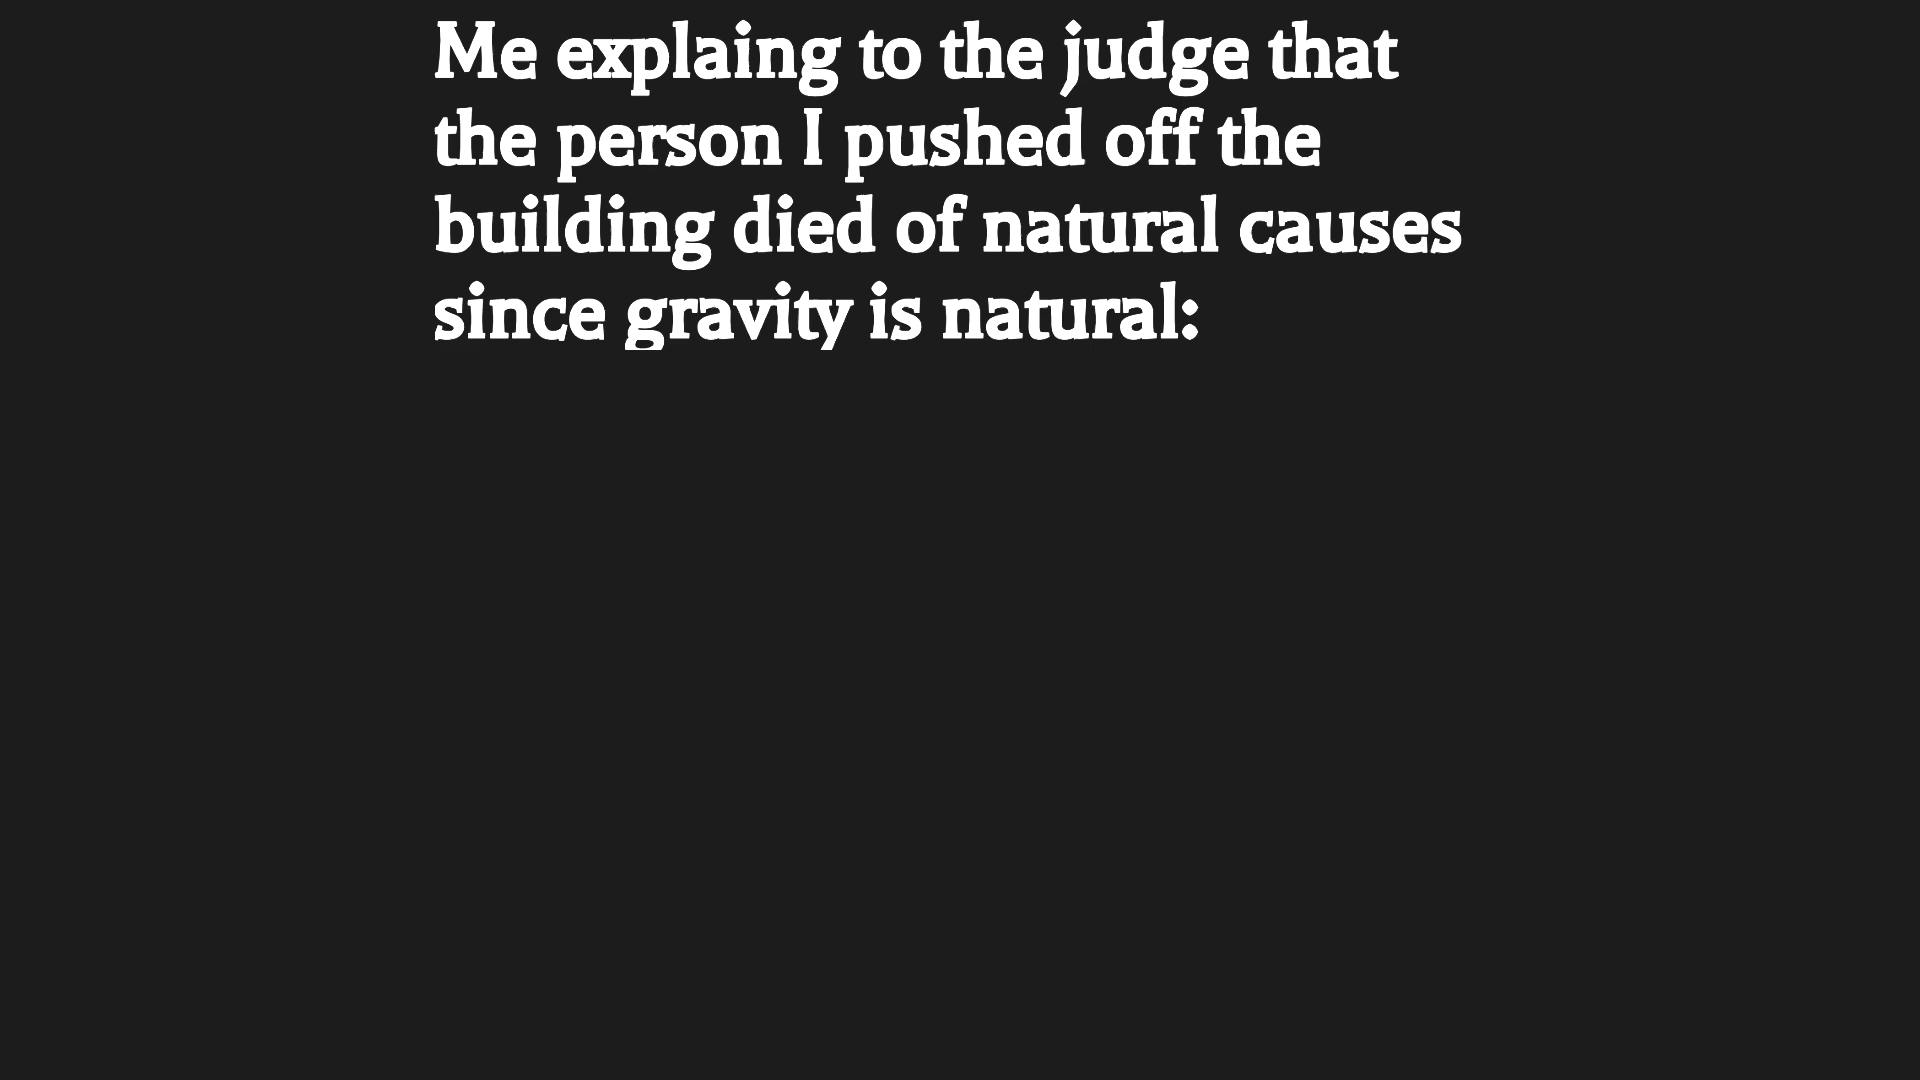 Me explaing to the judge that
the person I pushed off the
building died of natural causes
since gravity is natural: